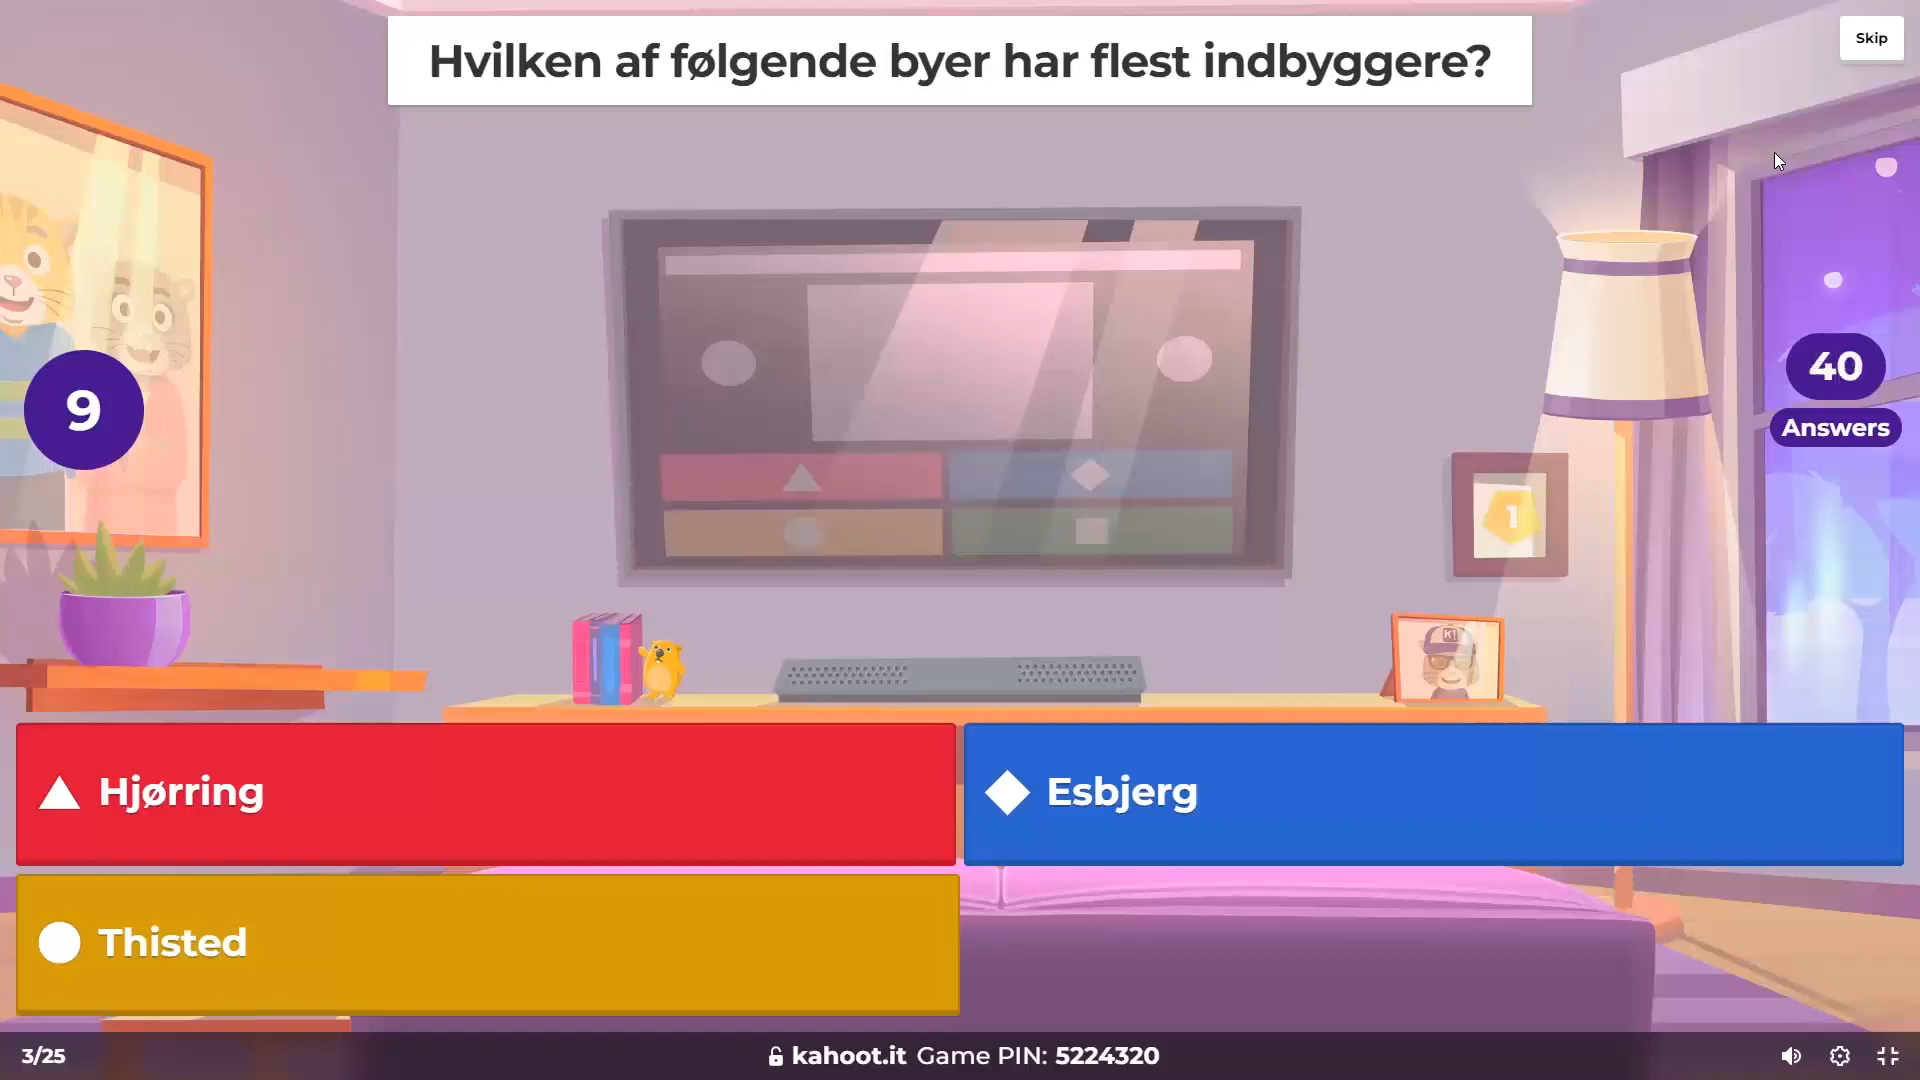 Hvilken af følgende byer har flest indbyggere?
Skip
9
40
Answers
1
K!
Hjørring
Esbjerg
Thisted
3/25
kahoot.it Game PIN: 5224320